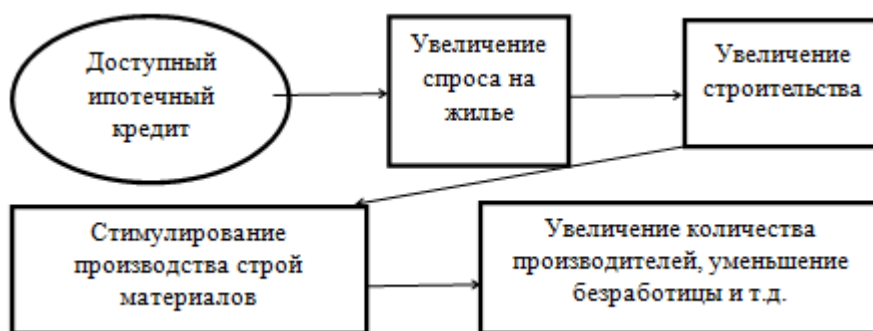 Доступный
ипотечный
кредит
Увеличение
спроса на
жилье
Увеличение
строительства
Стимулирование
производства строй
материалов
Увеличение количества
производителей, уменьшение
безработицы и т.д.